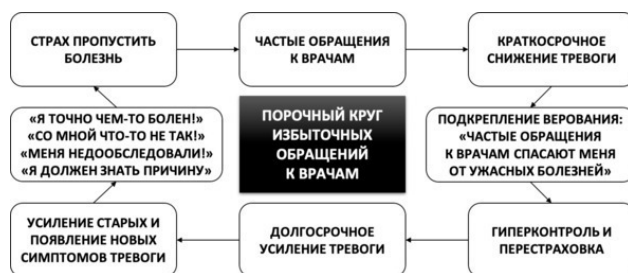 СТРАХ ПРОПУСТИТЬ
БОЛЕЗНЬ
ЧАСТЫЕ ОБРАЩЕНИЯ
К ВРАЧАМ
КРАТКОСРОЧНОЕ
СНИЖЕНИЕ ТРЕВОГИ
«Я ТОЧНО ЧЕМ-ТО БОЛЕН!»
«СО МНОЙ ЧТО-ТО НЕ ТАК!»
«МЕНЯ НЕДООБСЛЕДОВАЛИ!»
«Я ДОЛЖЕН ЗНАТЬ ПРИЧИНУ»
ПОРОЧНЫЙ КРУГ
ИЗБЫТОЧНЫХ
ОБРАЩЕНИЙ
К ВРАЧАМ
ПОДКРЕПЛЕНИЕ ВЕРОВАНИЯ:
«ЧАСТЫЕ ОБРАЩЕНИЯ
К ВРАЧАМ СПАСАЮТ МЕНЯ
ОТ УЖАСНЫХ БОЛЕЗНЕЙ»
УСИЛЕНИЕ СТАРЫХ И
ПОЯВЛЕНИЕ НОВЫХ
СИМПТОМОВ ТРЕВОГИ
ДОЛГОСРОЧНОЕ
УСИЛЕНИЕ ТРЕВОГИ
ГИПЕРКОНТРОЛЬ И
ПЕРЕСТРАХОВКА